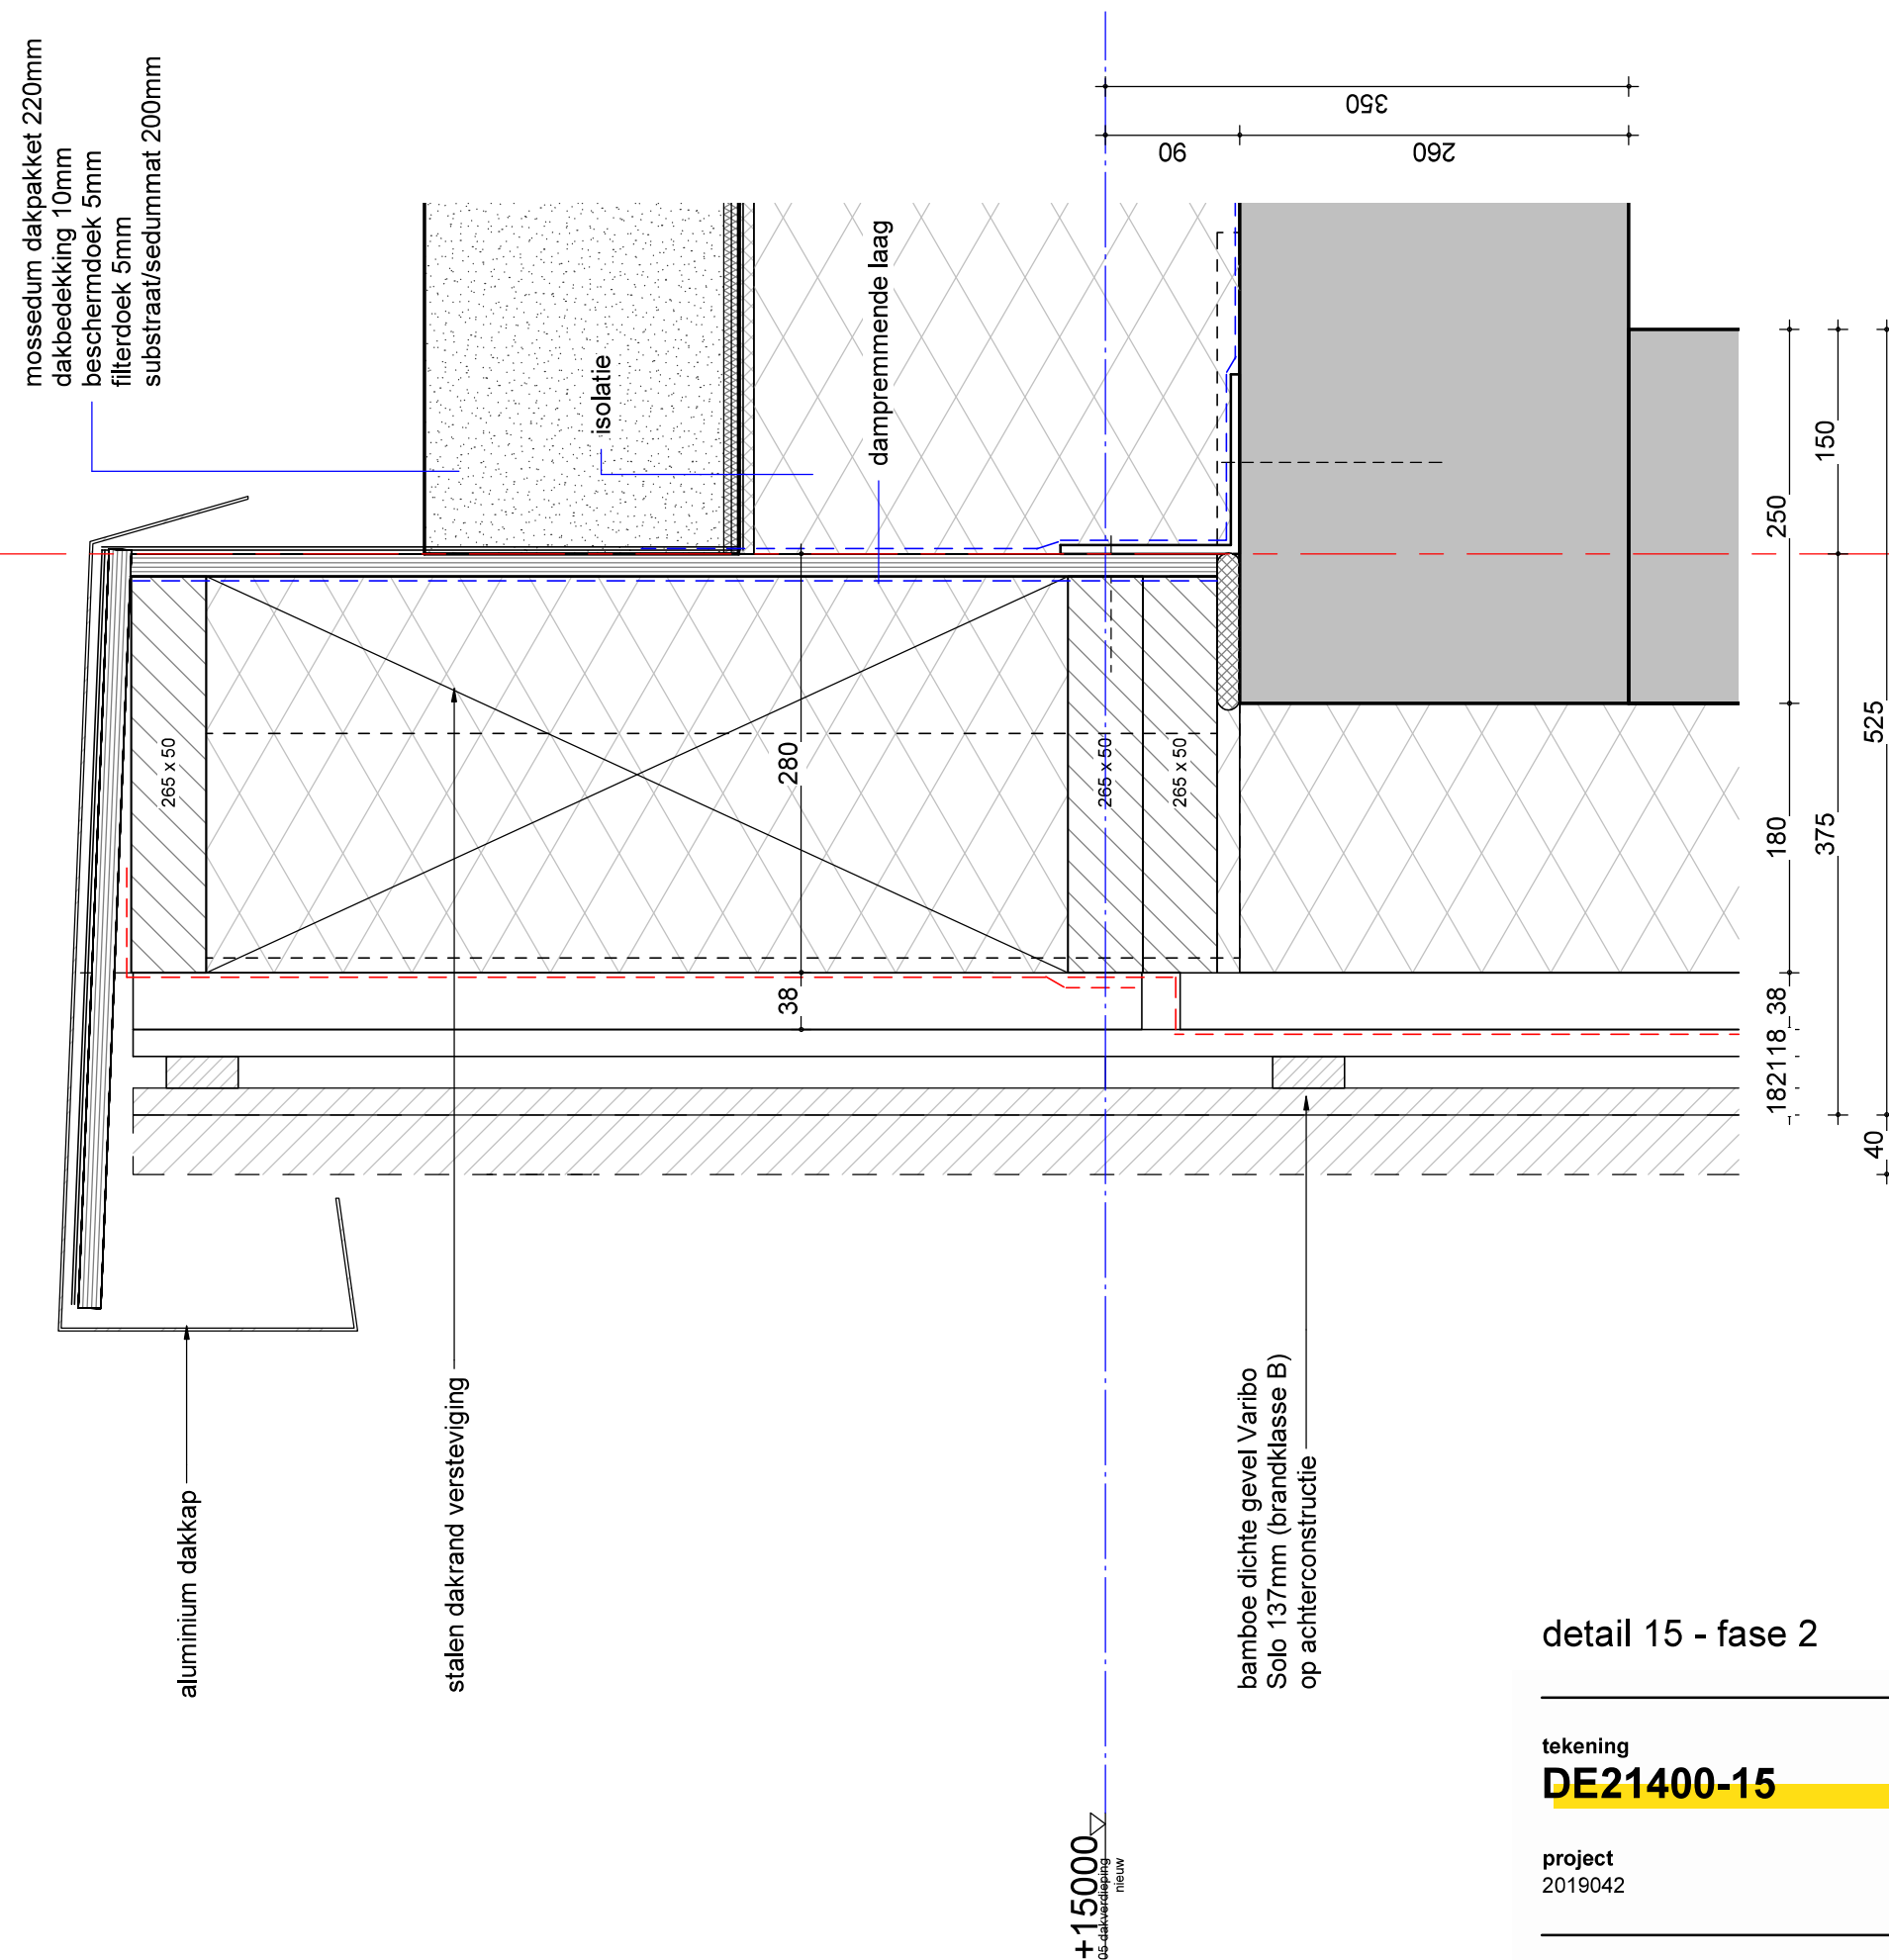 mossedum dakpakket 220mm
dakbedekking 10mm
beschermdoek 5mm
filterdoek 5mm
substraat/sedummat 200mm
isolatie
dampremmende laag
350
90
260
250
150
525
180
375
38
18
21
18
40
265 x 50
280
265 x 50
265 x 50
38
aluminium dakkap
stalen dakrand versteviging
bamboe dichte gevel Varibo
Solo 137mm (brandklasse B)
op achterconstructie
+15000
05 dakverdieping
nieuw
detail 15 - fase 2
tekening
DE21400-15
project
2019042